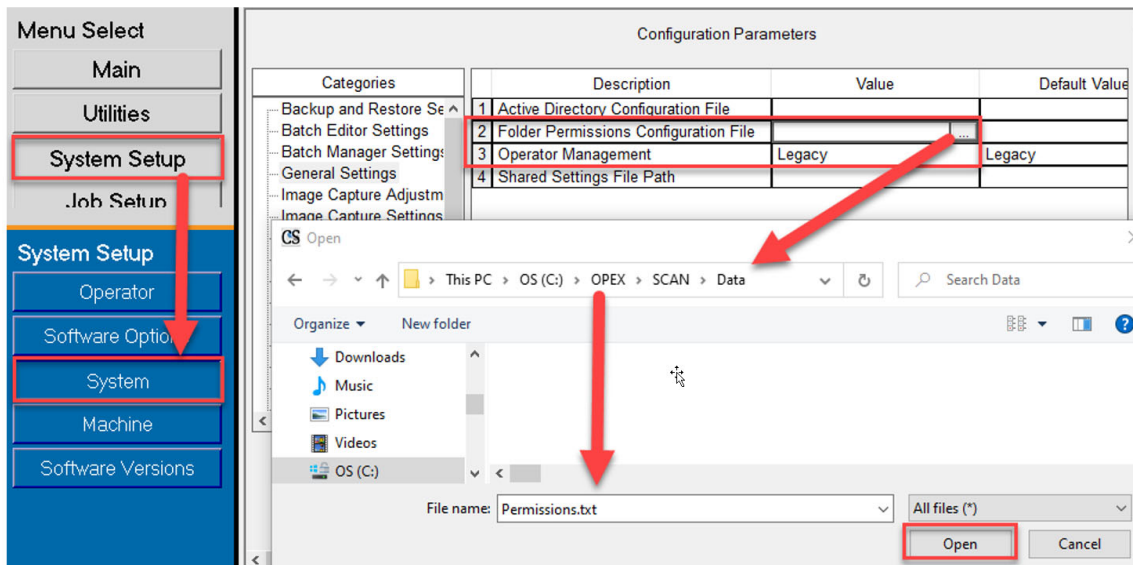 Menu Select
Main
Utilities
System Setup
Job Setup
System Setup
Operator
Software Option
System
Machine
Software Versions
Configuration Parameters
Categories
Backup and Restore Se
Batch Editor Settings
Batch Manager Settings
General Settings
Image Capture Adjustm
Image Capture Settings
Description Value Default Value
1 Active Directory Configuration File
2 Folder Permissions Configuration File ...
3 Operator Management Legacy Legacy
4 Shared Settings File Path
CS Open
This PC > OS (C:) > OPEX > SCAN > Data
Search Data
Organize
New folder
Downloads
Music
Pictures
Videos
OS (C:)
File name: Permissions.txt
All files (*)
Open
Cancel